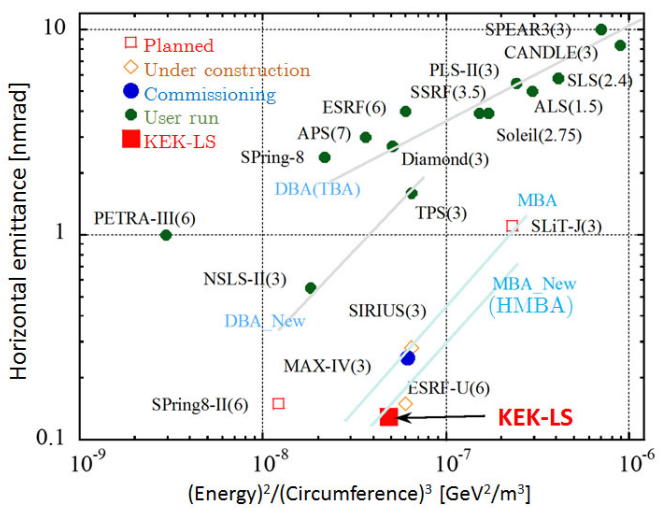 10
1
0.1
Horizontal emittance [nmrad]
Planned
Under construction
Commissioning
User run
KEK-LS
SPEAR3(3)
CANDLE(3)
PLS-II(3)
SLS(2.4)
SSRF(3.5)
ALS(1.5)
ESRF(6)
APS(7)
Soleil(2.75)
SPring-8
Diamond(3)
DBA(TBA)
TPS(3)
MBA
PETRA-III(6)
SLiT-J(3)
NSLS-II(3)
MBA_New
(HMBA)
SIRIUS(3)
DBA_New
MAX-IV(3)
ESRF-U(6)
SPring8-II(6)
KEK-LS
10⁻⁹ 10⁻⁸ 10⁻⁷ 10⁻⁶
(Energy)²/(Circumference)³ [GeV²/m³]